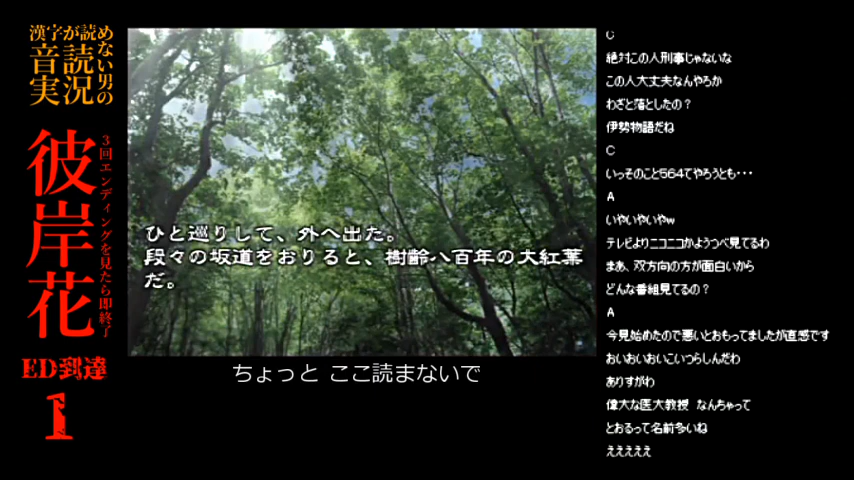 漢字が読めない男の
音読実況
彼岸花
3回エンディングを見たら即終了
ED到達
1
ひと巡りして、外へ出た。
段々の坂道をおりると、樹齢八百年の大紅葉
だ。
ちょっと ここ読まないで
C
絶対この人刑事じゃないな
この人大丈夫なんやろか
わざと落としたの？
伊勢物語だね
C
いっそのこと564てやろうとも・・・
A
いやいやいやw
テレビよりニコニコかようつべ見てるわ
まあ、双方向の方が面白いから
どんな番組見てるの？
A
今見始めたので悪いとおもってましたが直感です
おいおいおいこいつらしんだわ
ありすがわ
偉大な医大教授 なんちゃって
とおるって名前多いね
えええええ